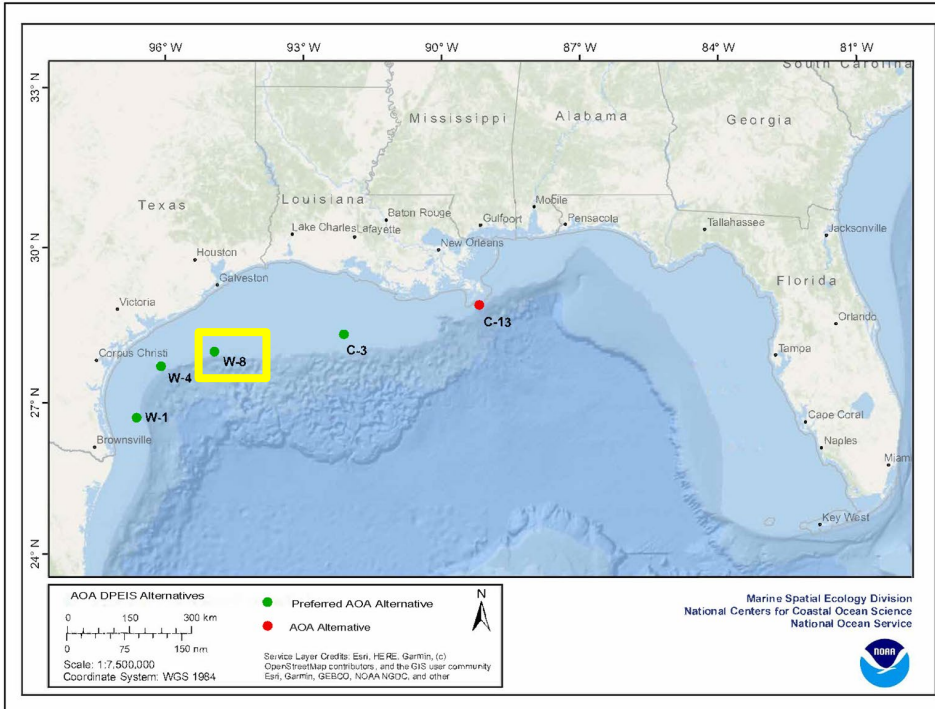 96° W 93° W 90° W 87° W 84° W 81° W
33° N
30° N
27° N
24° N
South Carolina
Mississippi
Alabama
Georgia
Texas
Louisiana
Florida
Baton Rouge
Mobile
Lake Charles
Lafayette
Gulfport
Pensacola
Tallahassee
Jacksonville
New Orleans
Houston
Galveston
Victoria
Orlando
Corpus Christi
Tampa
Cape Coral
Brownsville
Naples
Miami
Key West
C-13
C-3
W-8
W-4
W-1
AOA DPEIS Alternatives
0 150 300 km
0 75 150 nm
Scale: 1:7,500,000
Coordinate System: WGS 1984
Preferred AOA Alternative
AOA Alternative
N
Service Layer Credits: Esri, HERE, Garmin, (c)
OpenStreetMap contributors, and the GIS user community
Esri, Garmin, GEBCO, NOAA NGDC, and other
Marine Spatial Ecology Division
National Centers for Coastal Ocean Science
National Ocean Service
NOAA